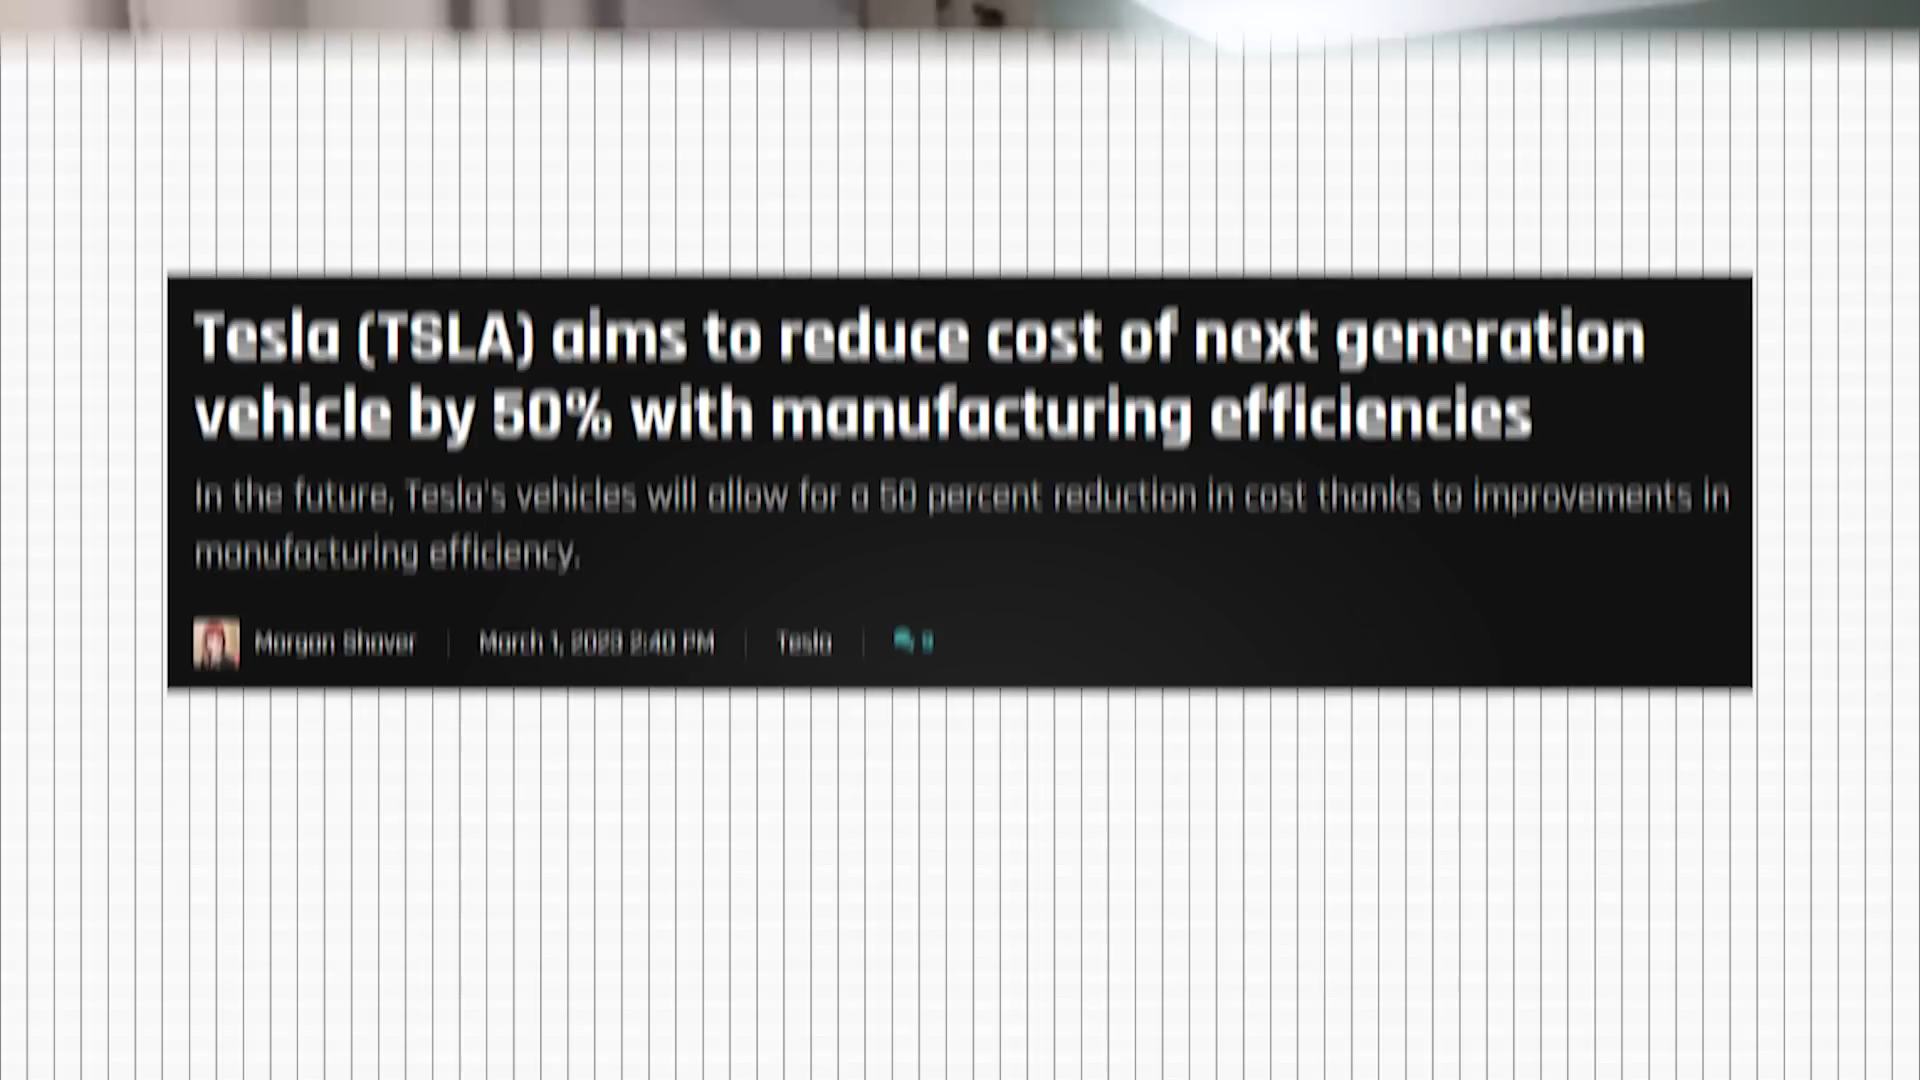 Tesla (TSLA) aims to reduce cost of next generation
vehicle by 50% with manufacturing efficiencies
In the future, Tesla's vehicles will allow for a 50 percent reduction in cost thanks to improvements in
manufacturing efficiency.
Morgan Shaver March 1, 2023 2:40 PM Tesla